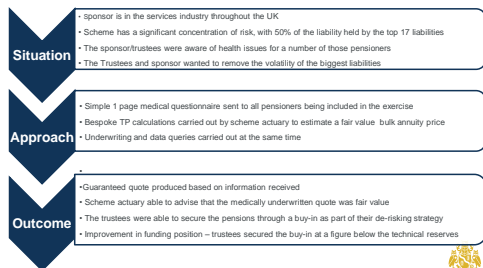 • Sponsor is in the services industry throughout the UK
• Scheme has a significant concentration of risk, with 50% of the liability held by the top 17 liabilities
Situation
• The sponsor/trustees were aware of health issues for a number of those pensioners
• The Trustees and sponsor wanted to remove the volatility of the biggest liabilities
• Simple 1 page medical questionnaire sent to all pensioners being included in the exercise
Approach
• Bespoke TP calculations carried out by scheme actuary to estimate a fair value bulk annuity price
• Underwriting and data queries carried out at the same time
•
•Guaranteed quote produced based on information received
• Scheme actuary able to advise that the medically underwritten quote was fair value
Outcome
• The trustees were able to secure the pensions through a buy-in as part of their de-risking strategy
• Improvement in funding position – trustees secured the buy-in at a figure below the technical reserves